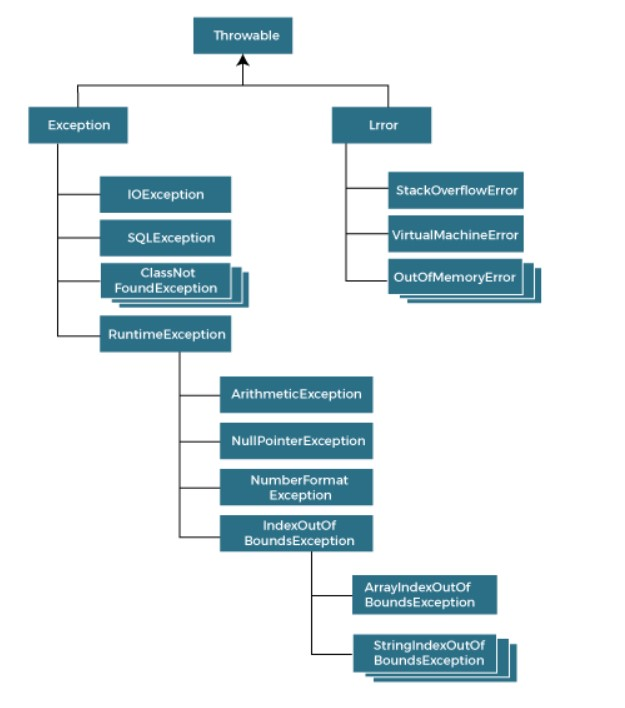 Throwable
Exception
Lrror
IOException
StackOverflowError
SQLException
VirtualMachineError
ClassNot
FoundException
OutOfMemoryError
RuntimeException
ArithmeticException
NullPointerException
NumberFormat
Exception
IndexOutOf
BoundsException
ArrayIndexOutOf
BoundsException
StringIndexOutOf
BoundsException